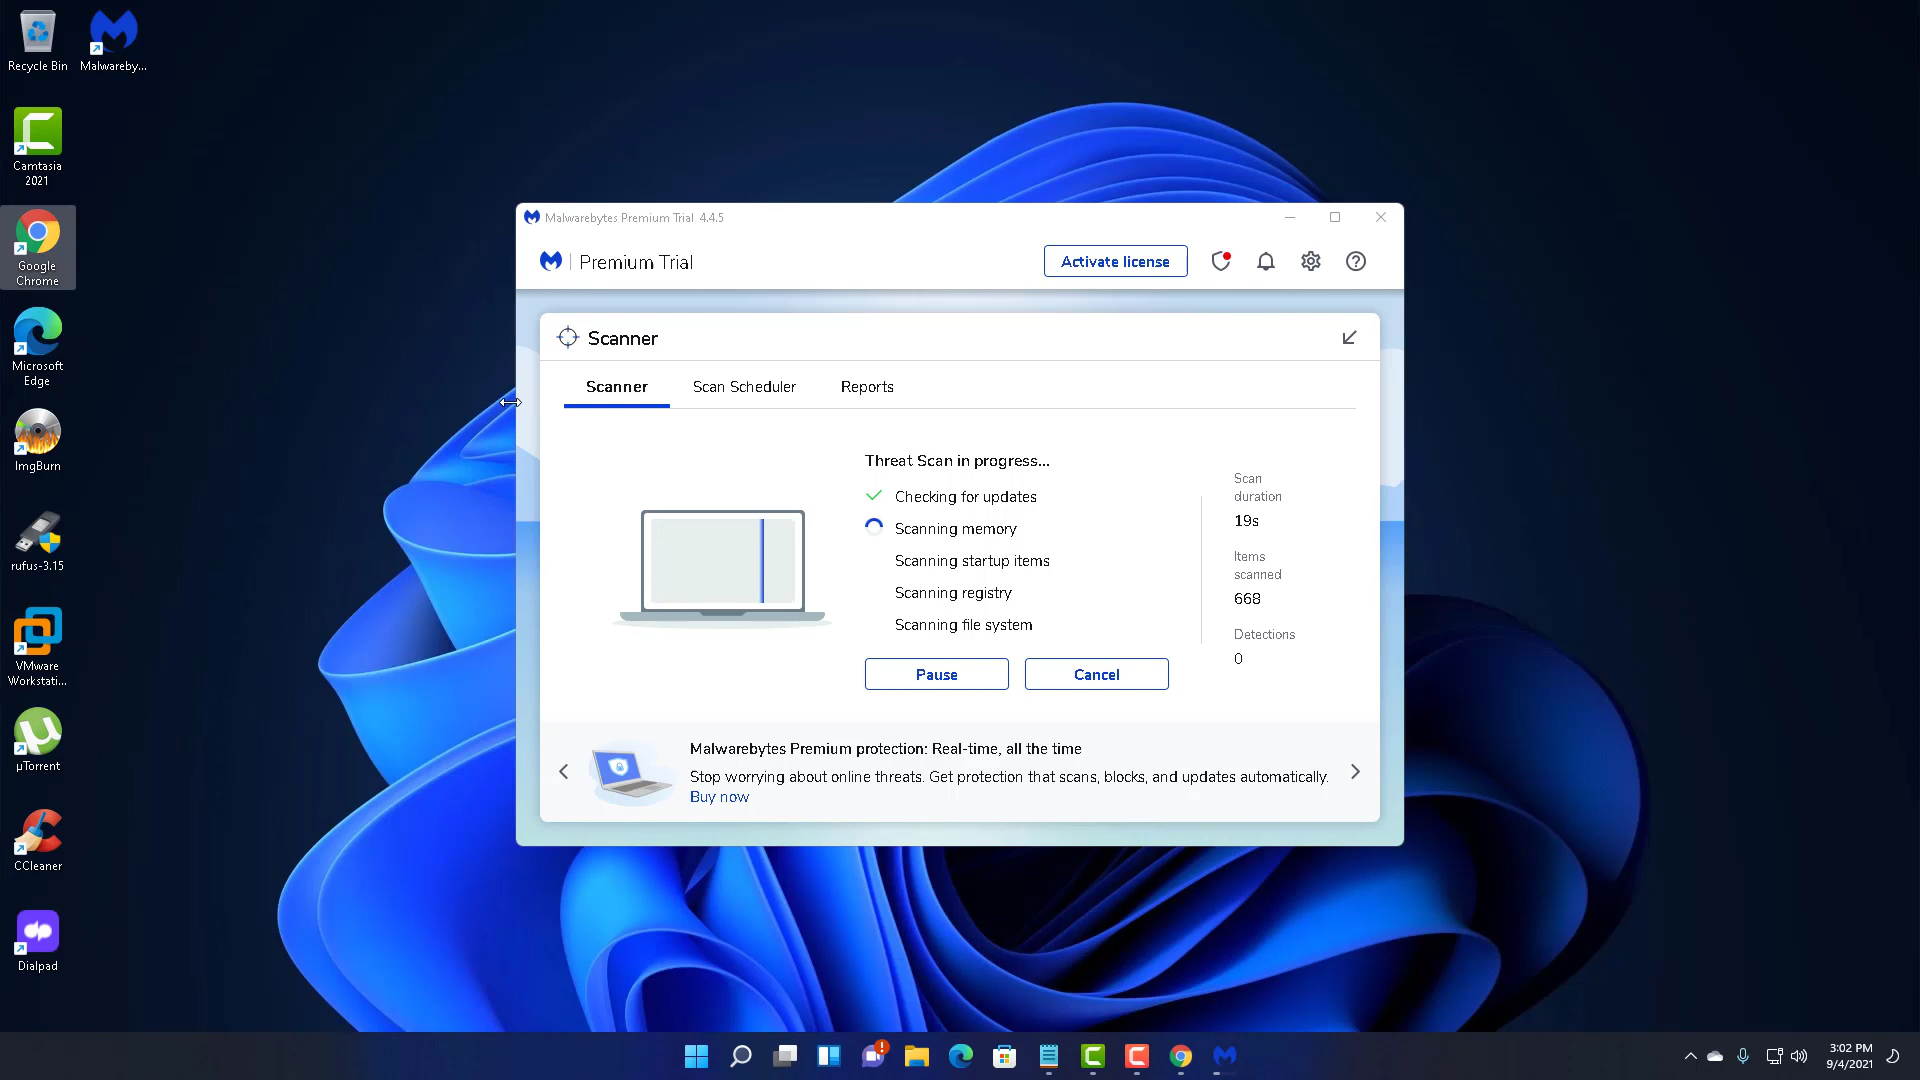 Recycle Bin
Malwareby...
Camtasia
2021
Google
Chrome
Microsoft
Edge
ImgBurn
rufus-3.15
VMware
Workstati...
µTorrent
CCleaner
Dialpad
Malwarebytes Premium Trial 4.4.5
Premium Trial
Activate license
Scanner
Scanner
Scan Scheduler
Reports
Threat Scan in progress...
Checking for updates
Scanning memory
Scanning startup items
Scanning registry
Scanning file system
Pause
Cancel
Scan
duration
19s
Items
scanned
668
Detections
0
Malwarebytes Premium protection: Real-time, all the time
Stop worrying about online threats. Get protection that scans, blocks, and updates automatically.
Buy now
3:02 PM
9/4/2021